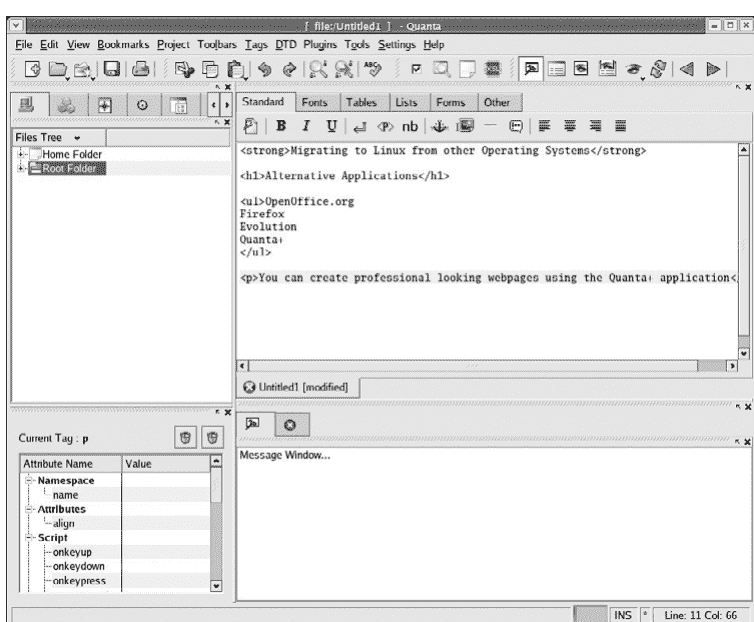 [ file:/Untitled1 ] - Quanta
File Edit View Bookmarks Project Toolbars Tags DTD Plugins Tools Settings Help
ABC
Standard Fonts Tables Lists Forms Other
B I U <P> nb
Files Tree
Home Folder
Root Folder
<strong>Migrating to Linux from other Operating Systems</strong>
<h1>Alternative Applications</h1>
<ul>OpenOffice.org
Firefox
Evolution
Quanta+
</ul>
<p>You can create professional looking webpages using the Quanta+ application<
Untitled1 [modified]
Current Tag : p
Attribute Name Value
Namespace
name
Attributes
align
Script
onkeyup
onkeydown
onkeypress
Message Window...
INS * Line: 11 Col: 66